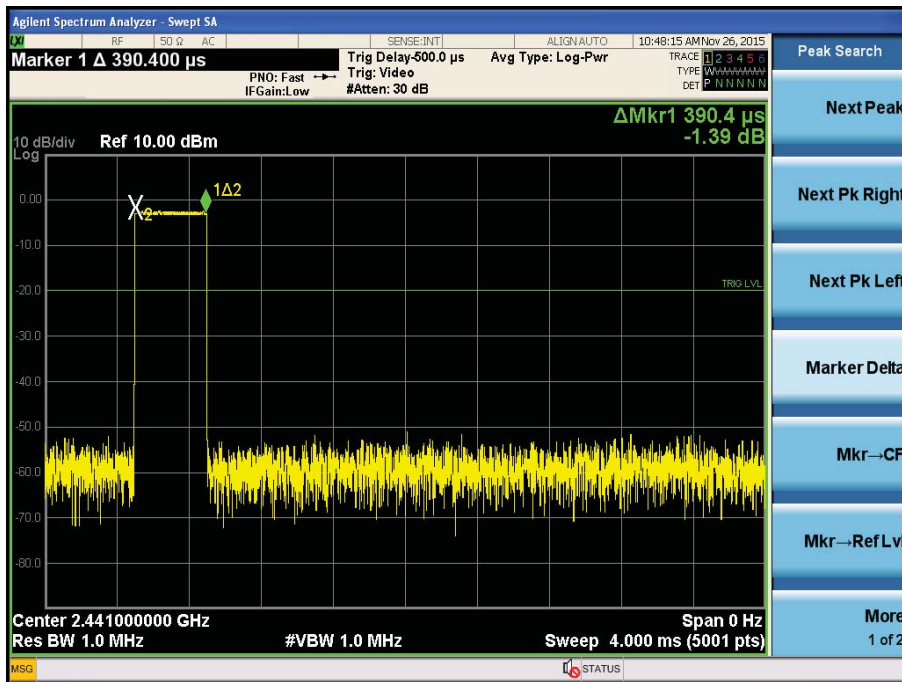 Agilent Spectrum Analyzer - Swept SA
LXI RF 50 Ω AC SENSE:INT ALIGN AUTO 10:48:15 AM Nov 26, 2015
Marker 1 Δ 390.400 µs
PNO: Fast
IFGain:Low
Trig Delay-500.0 µs
Trig: Video
#Atten: 30 dB
Avg Type: Log-Pwr
TRACE 1 2 3 4 5 6
TYPE W
DET P N N N N N
Peak Search
ΔMkr1 390.4 µs
-1.39 dB
10 dB/div Ref 10.00 dBm
Log
1Δ2
X2
0.00
-10.0
-20.0
TRIG LVL
-30.0
-40.0
-50.0
-60.0
-70.0
-80.0
Center 2.441000000 GHz Span 0 Hz
Res BW 1.0 MHz #VBW 1.0 MHz Sweep 4.000 ms (5001 pts)
MSG STATUS
Next Peak
Next Pk Right
Next Pk Left
Marker Delta
Mkr→CF
Mkr→Ref Lvl
More
1 of 2